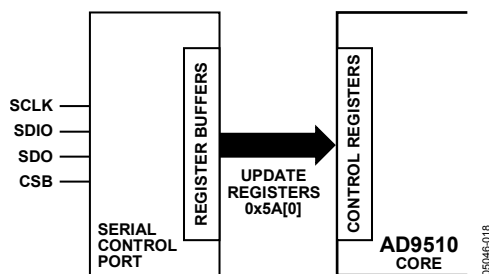 SCLK
SDIO
SDO
CSB
SERIAL
CONTROL
PORT
REGISTER BUFFERS
UPDATE
REGISTERS
0x5A[0]
CONTROL REGISTERS
AD9510
CORE
05046-018